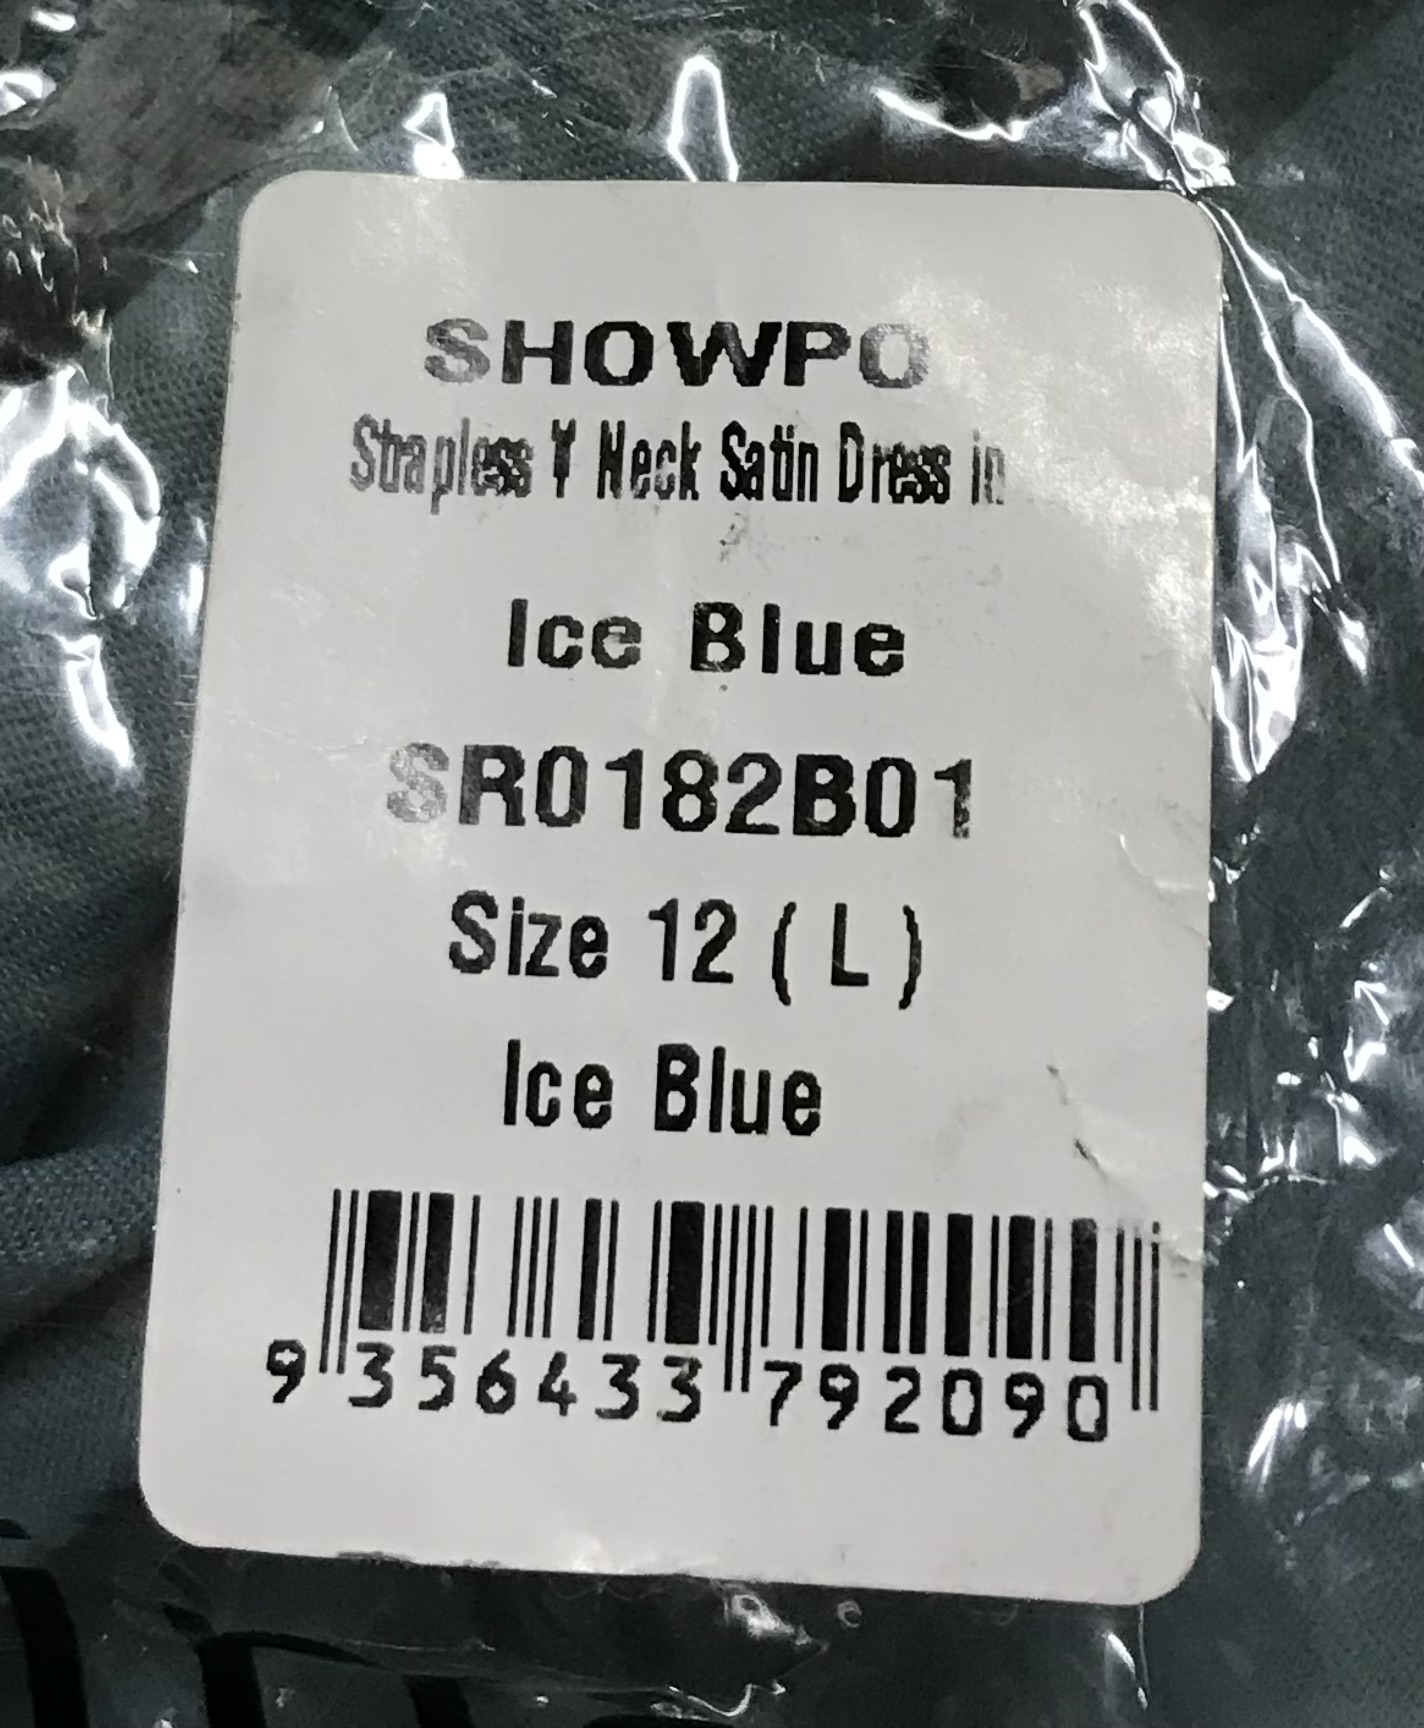 SHOWPO
Strapless Y Neck Satin Dress in
Ice Blue
SR0182B01
Size 12 ( L )
Ice Blue
9 356433 792090